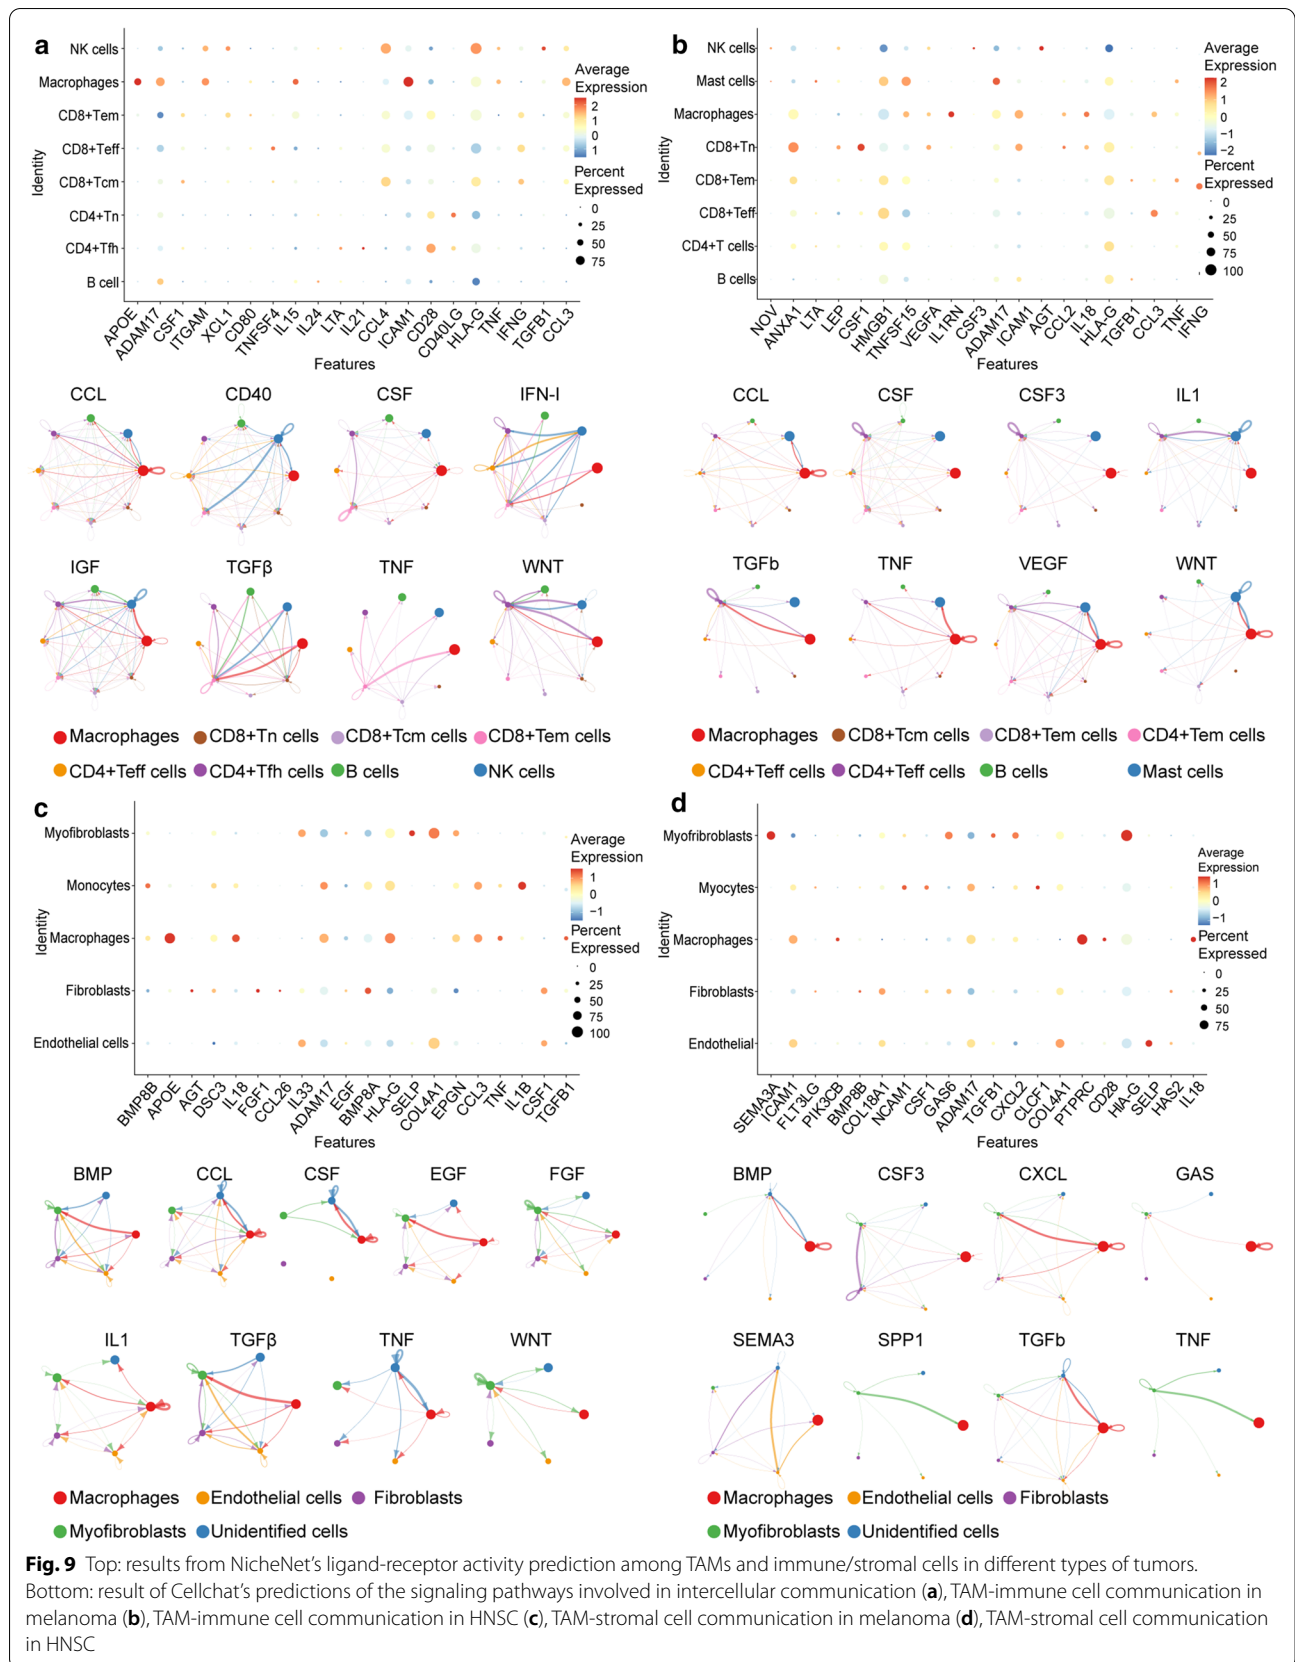 a
NK cells
Macrophages
CD8+Tem
CD8+Teff
CD8+Tcm
CD4+Tn
CD4+Tfh
B cell
Identity
APOE
ADAM17
CSF1
ITGAM
XCL1
CD80
TNFSF4
IL15
IL24
LTA
IL21
CCL4
ICAM1
CD28
CD40LG
HLA-G
TNF
IFNG
TGFB1
CCL3
Features
Average
Expression
2
1
0
1
Percent
Expressed
0
25
50
75
CCL
CD40
CSF
IFN-I
IGF
TGFβ
TNF
WNT
Macrophages
CD8+Tn cells
CD8+Tcm cells
CD8+Tem cells
CD4+Teff cells
CD4+Tfh cells
B cells
NK cells
b
NK cells
Mast cells
Macrophages
CD8+Tn
CD8+Tem
CD8+Teff
CD4+T cells
B cells
Identity
NOV
ANXA1
LTA
LEP
CSF1
HMGB1
TNFSF15
VEGFA
IL1RN
CSF3
ADAM17
ICAM1
AGT
CCL2
IL18
HLA-G
TGFB1
CCL3
TNF
IFNG
Features
Average
Expression
2
1
0
−1
−2
Percent
Expressed
0
25
50
75
100
CCL
CSF
CSF3
IL1
TGFb
TNF
VEGF
WNT
Macrophages
CD8+Tcm cells
CD8+Tem cells
CD4+Tem cells
CD4+Teff cells
CD4+Teff cells
B cells
Mast cells
c
Myofibroblasts
Monocytes
Macrophages
Fibroblasts
Endothelial cells
Identity
BMP8B
APOE
AGT
DSC3
IL18
FGF1
CCL26
IL33
ADAM17
EGF
BMP8A
HLA-G
SELP
COL4A1
EPGN
CCL3
TNF
IL1B
CSF1
TGFB1
Features
Average
Expression
1
0
−1
Percent
Expressed
0
25
50
75
100
BMP
CCL
CSF
EGF
FGF
IL1
TGFβ
TNF
WNT
Macrophages
Endothelial cells
Fibroblasts
Myofibroblasts
Unidentified cells
d
Myofribroblasts
Myocytes
Macrophages
Fibroblasts
Endothelial
Identity
SEMA3A
ICAM1
FLT3LG
PIK3CB
BMP8B
COL18A1
NCAM1
CSF1
GAS6
ADAM17
TGFB1
CXCL2
CLCF1
COL4A1
PTPRC
CD28
HIA-G
SELP
HAS2
IL18
Features
Average
Expression
1
0
−1
Percent
Expressed
0
25
50
75
BMP
CSF3
CXCL
GAS
SEMA3
SPP1
TGFb
TNF
Macrophages
Endothelial cells
Fibroblasts
Myofibroblasts
Unidentified cells
Fig. 9 Top: results from NicheNet’s ligand-receptor activity prediction among TAMs and immune/stromal cells in different types of tumors.
Bottom: result of Cellchat’s predictions of the signaling pathways involved in intercellular communication (a), TAM-immune cell communication in
melanoma (b), TAM-immune cell communication in HNSC (c), TAM-stromal cell communication in melanoma (d), TAM-stromal cell communication
in HNSC